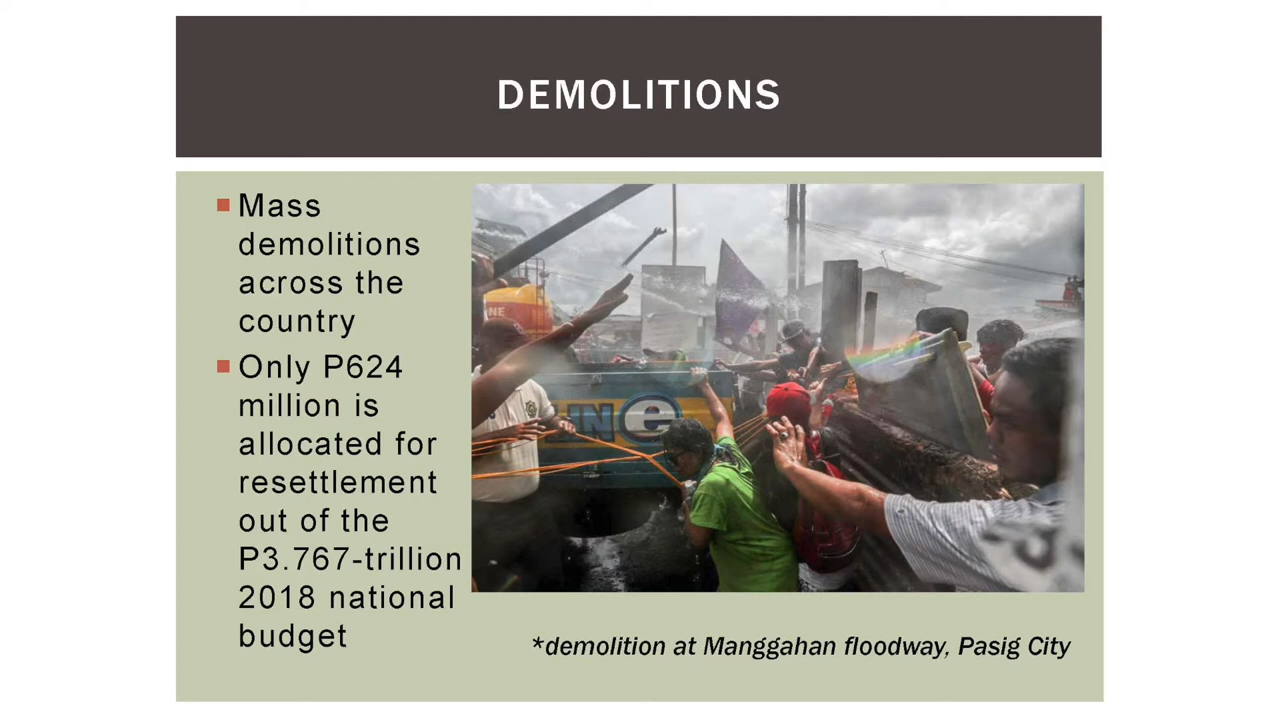 DEMOLITIONS
Mass
demolitions
across the
country
Only P624
million is
allocated for
resettlement
out of the
P3.767-trillion
2018 national
budget
*demolition at Manggahan floodway, Pasig City